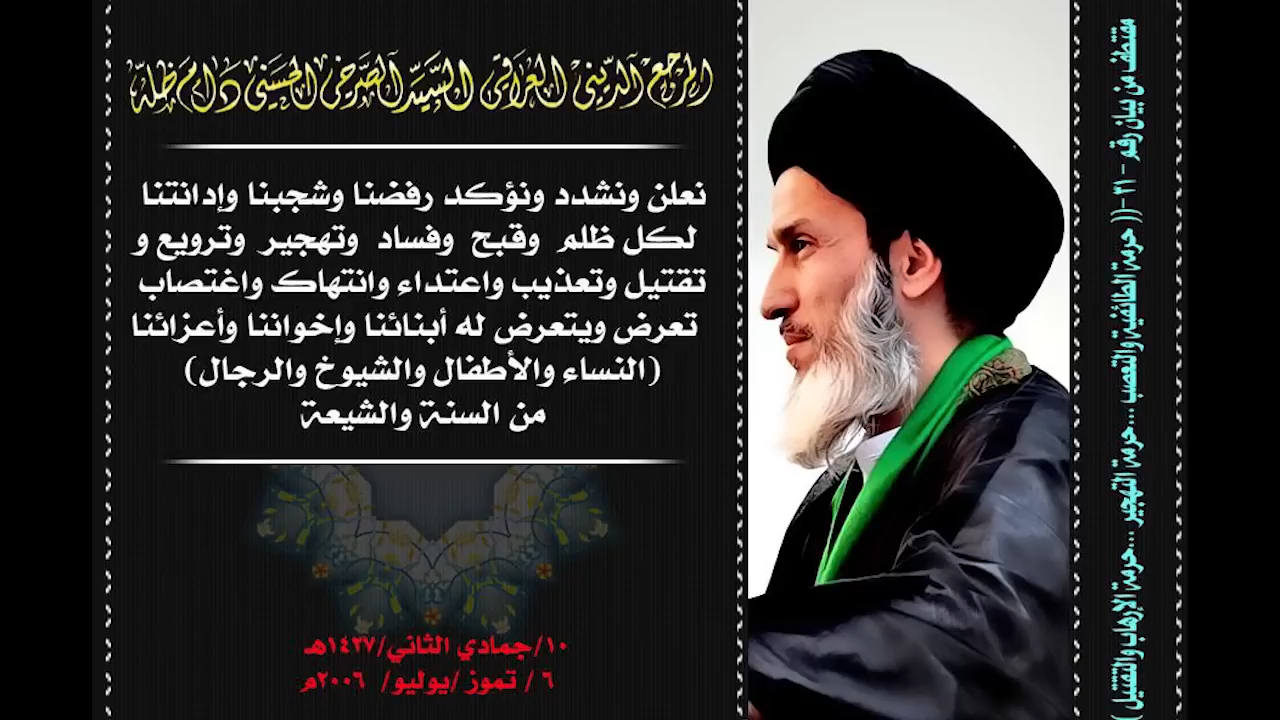 المرجع الديني العراقي السيد الصرخي الحسني دام ظله
نعلن ونشدد ونؤكد رفضنا وشجبنا وإدانتنا
لكل ظلم وقبح وفساد وتهجير وترويع و
تقتيل وتعذيب واعتداء وانتهاك واغتصاب
تعرض ويتعرض له أبنائنا وإخواننا وأعزائنا
(النساء والأطفال والشيوخ والرجال)
من السنة والشيعة
١٠/جمادي الثاني/١٤٢٧هـ
٦ / تموز /يوليو/ ٢٠٠٦م
مقتطف من بيان رقم - ٣١ -(( حرمة الطائفية والتعصب ...حرمة التهجير ...حرمة الإرهاب والتقتيل )